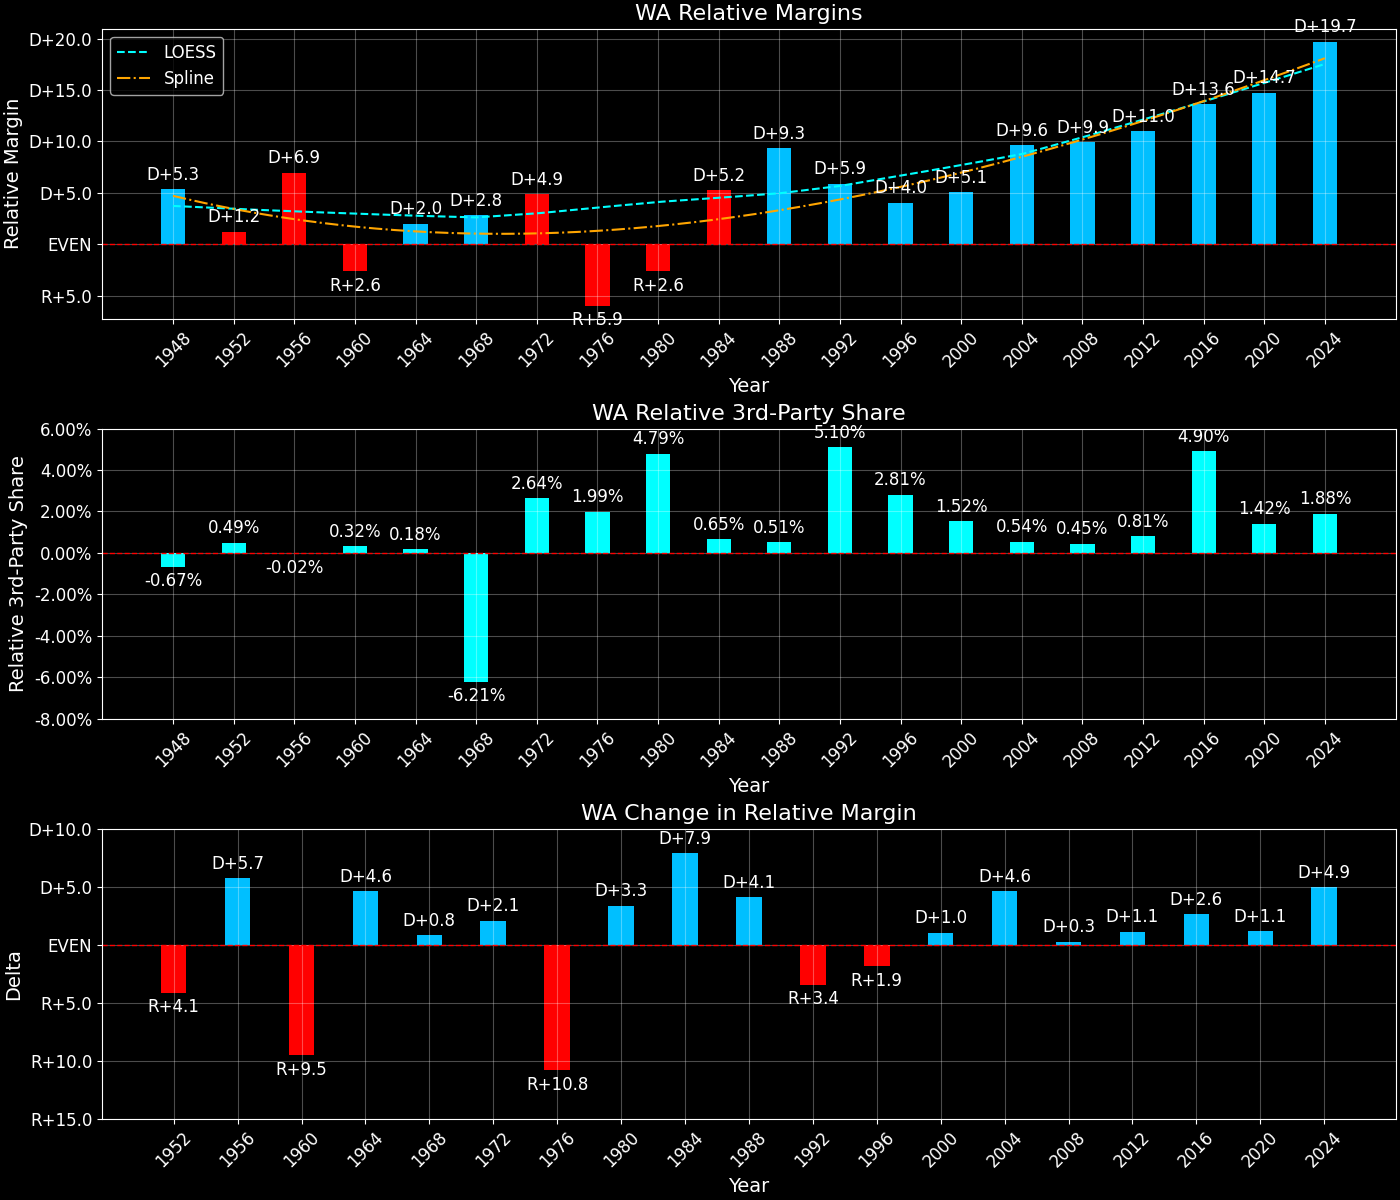 WA Relative Margins
D+20.0
D+15.0
D+10.0
D+5.0
EVEN
R+5.0
Relative Margin
LOESS
Spline
D+5.3
D+1.2
D+6.9
R+2.6
D+2.0
D+2.8
D+4.9
R+5.9
R+2.6
D+5.2
D+9.3
D+5.9
D+4.0
D+5.1
D+9.6
D+9.9
D+11.0
D+13.6
D+14.7
D+19.7
1948 1952 1956 1960 1964 1968 1972 1976 1980 1984 1988 1992 1996 2000 2004 2008 2012 2016 2020 2024
Year
WA Relative 3rd-Party Share
6.00%
4.00%
2.00%
0.00%
-2.00%
-4.00%
-6.00%
-8.00%
Relative 3rd-Party Share
-0.67%
0.49%
-0.02%
0.32%
0.18%
-6.21%
2.64%
1.99%
4.79%
0.65%
0.51%
5.10%
2.81%
1.52%
0.54%
0.45%
0.81%
4.90%
1.42%
1.88%
1948 1952 1956 1960 1964 1968 1972 1976 1980 1984 1988 1992 1996 2000 2004 2008 2012 2016 2020 2024
Year
WA Change in Relative Margin
D+10.0
D+5.0
EVEN
R+5.0
R+10.0
R+15.0
Delta
R+4.1
D+5.7
R+9.5
D+4.6
D+0.8
D+2.1
R+10.8
D+3.3
D+7.9
D+4.1
R+3.4
R+1.9
D+1.0
D+4.6
D+0.3
D+1.1
D+2.6
D+1.1
D+4.9
1952 1956 1960 1964 1968 1972 1976 1980 1984 1988 1992 1996 2000 2004 2008 2012 2016 2020 2024
Year